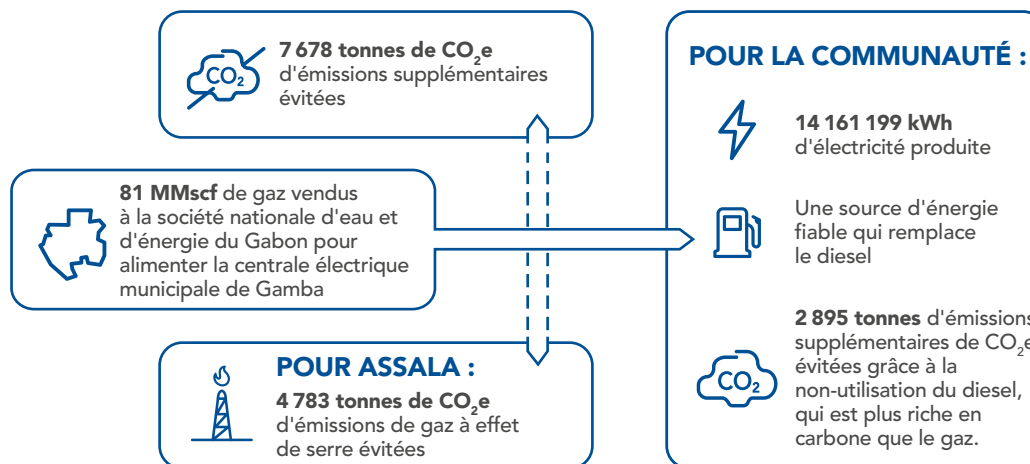 7 678 tonnes de CO₂e
d'émissions supplémentaires
évitées
CO₂
81 MMscf de gaz vendus
à la société nationale d'eau et
d'énergie du Gabon pour
alimenter la centrale électrique
municipale de Gamba
POUR ASSALA :
4 783 tonnes de CO₂e
d'émissions de gaz à effet
de serre évitées
POUR LA COMMUNAUTÉ :
14 161 199 kWh
d'électricité produite
Une source d'énergie
fiable qui remplace
le diesel
2 895 tonnes d'émissions
supplémentaires de CO₂e
évitées grâce à la
non-utilisation du diesel,
qui est plus riche en
carbone que le gaz.
CO₂